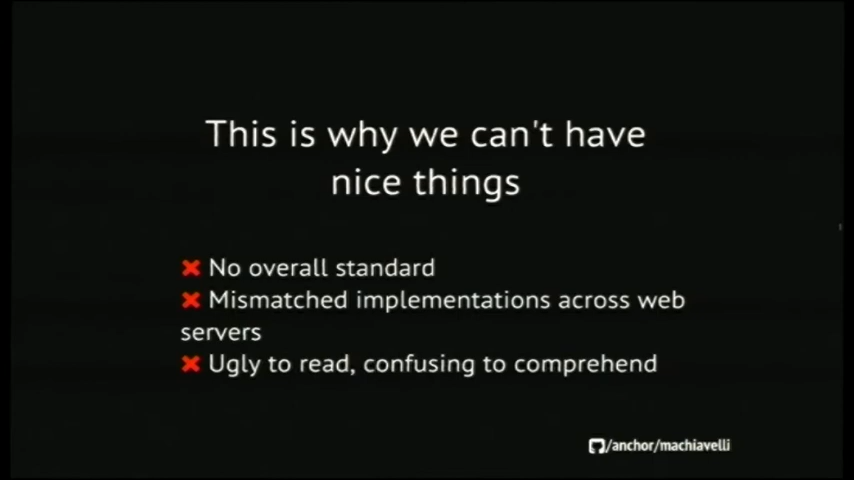 This is why we can't have
nice things
✖ No overall standard
✖ Mismatched implementations across web
servers
✖ Ugly to read, confusing to comprehend
/anchor/machiavelli